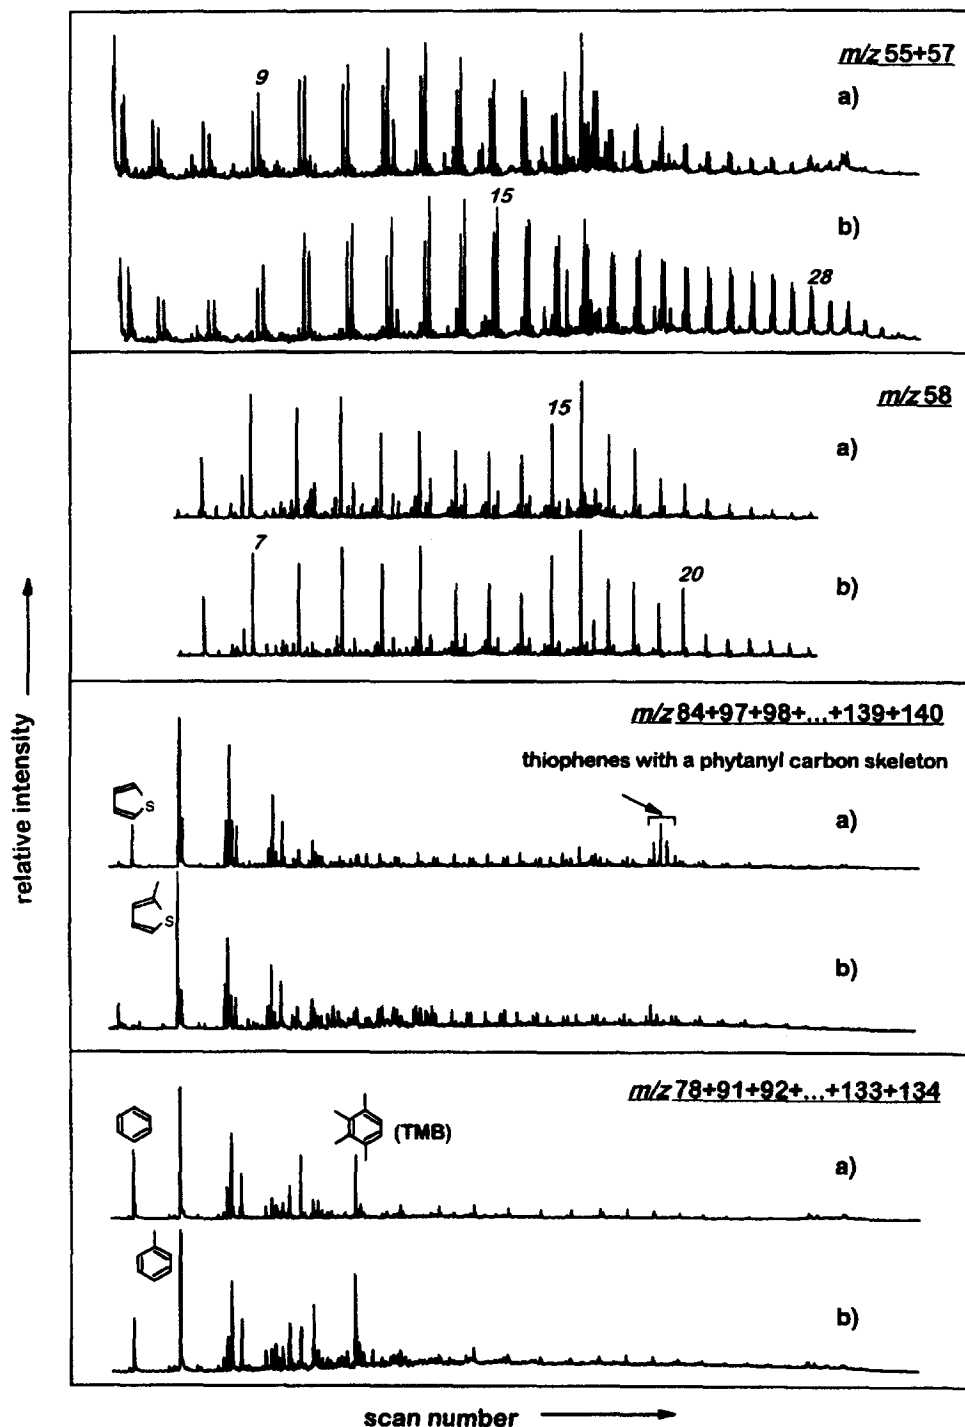 m/z 55+57
9
a)
15
b)
28
m/z 58
15
a)
7
20
b)
m/z 84+97+98+...+139+140
thiophenes with a phytanyl carbon skeleton
S
a)
S
b)
m/z 78+91+92+...+133+134
(TMB)
a)
b)
relative intensity
scan number